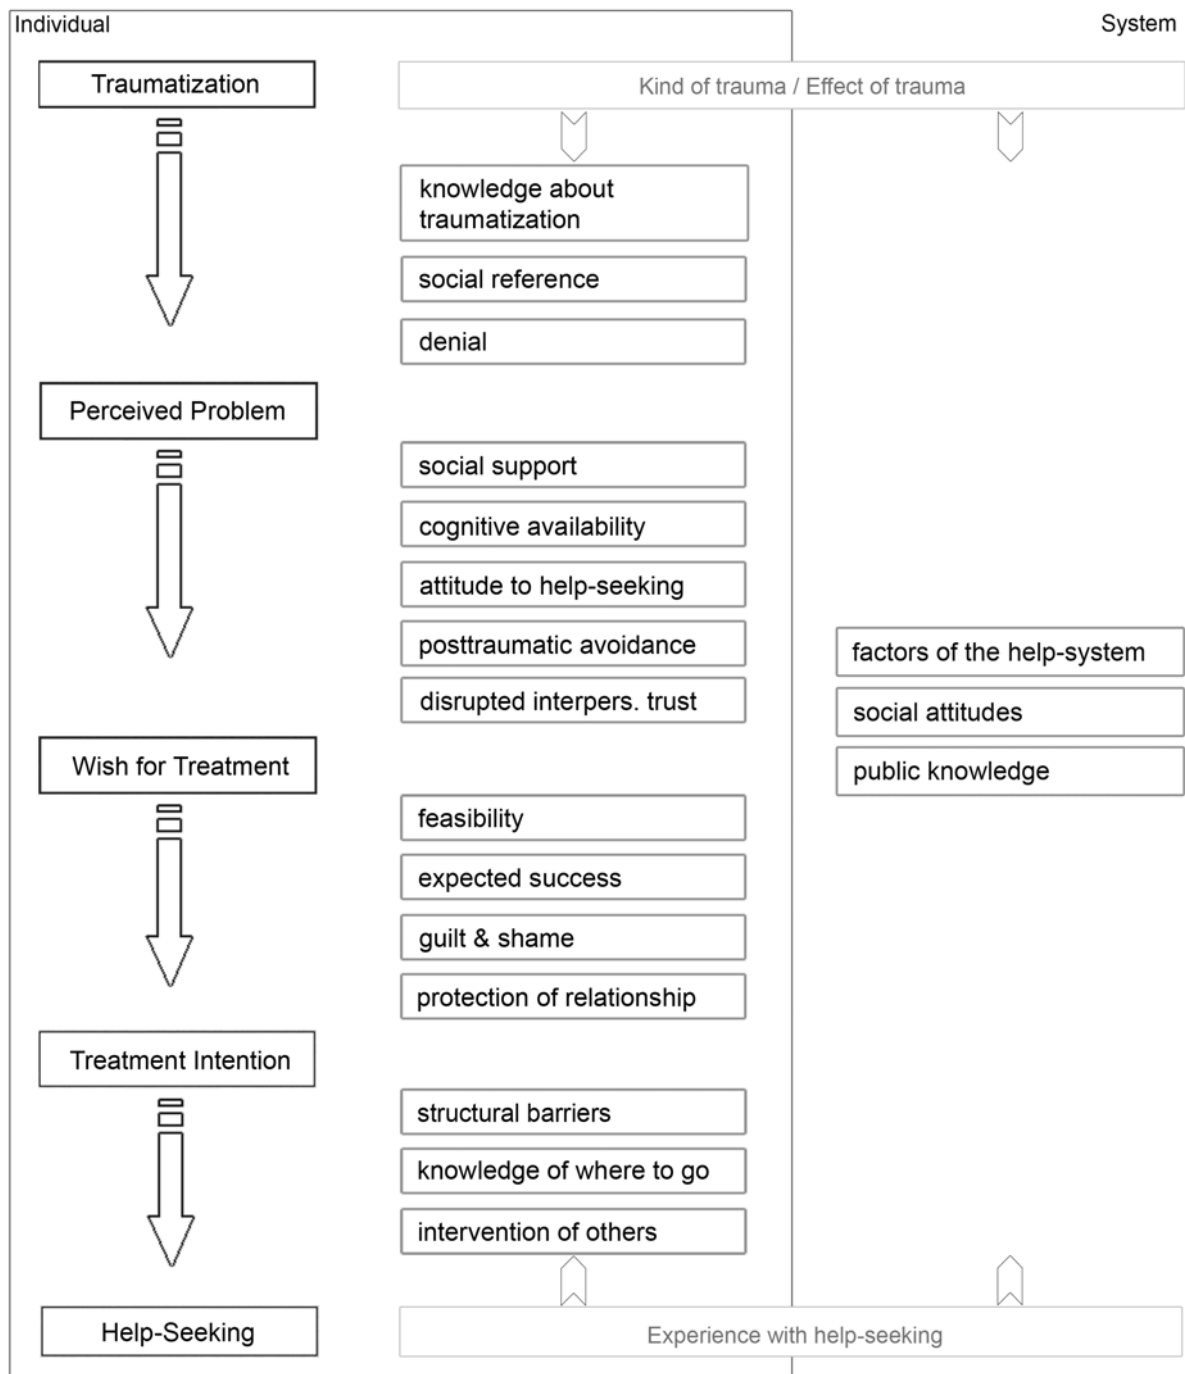 Individual
System
Traumatization
Kind of trauma / Effect of trauma
knowledge about
traumatization
social reference
denial
Perceived Problem
social support
cognitive availability
attitude to help-seeking
posttraumatic avoidance
disrupted interpers. trust
factors of the help-system
social attitudes
public knowledge
Wish for Treatment
feasibility
expected success
guilt & shame
protection of relationship
Treatment Intention
structural barriers
knowledge of where to go
intervention of others
Help-Seeking
Experience with help-seeking